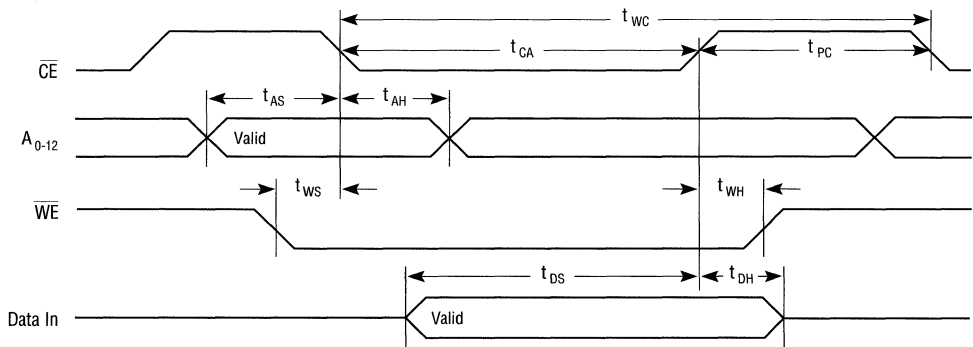 t WC
t CA
t PC
CE
t AS
t AH
A 0-12
Valid
t WS
t WH
WE
t DS
t DH
Data In
Valid